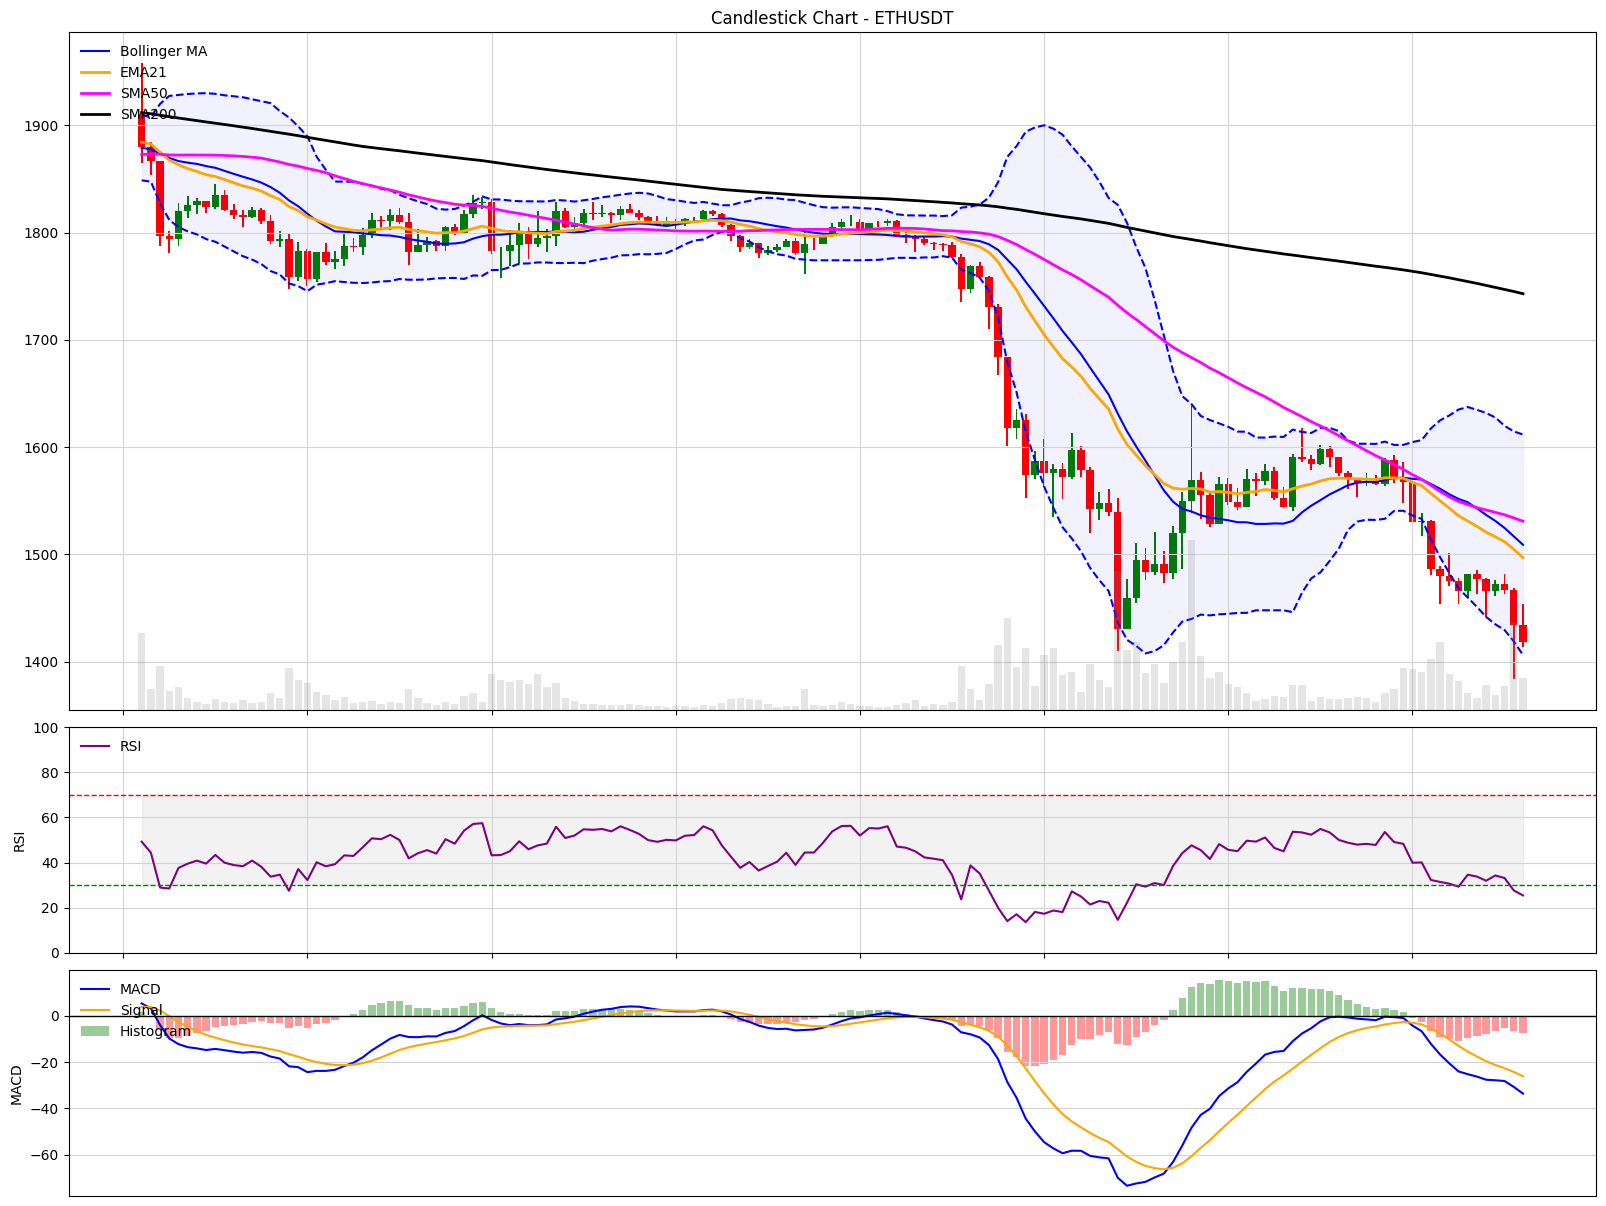 Candlestick Chart - ETHUSDT
Bollinger MA
EMA21
SMA50
SMA200
1900
1800
1700
1600
1500
1400
RSI
100
80
60
40
20
0
RSI
MACD
Signal
Histogram
0
−20
−40
−60
MACD